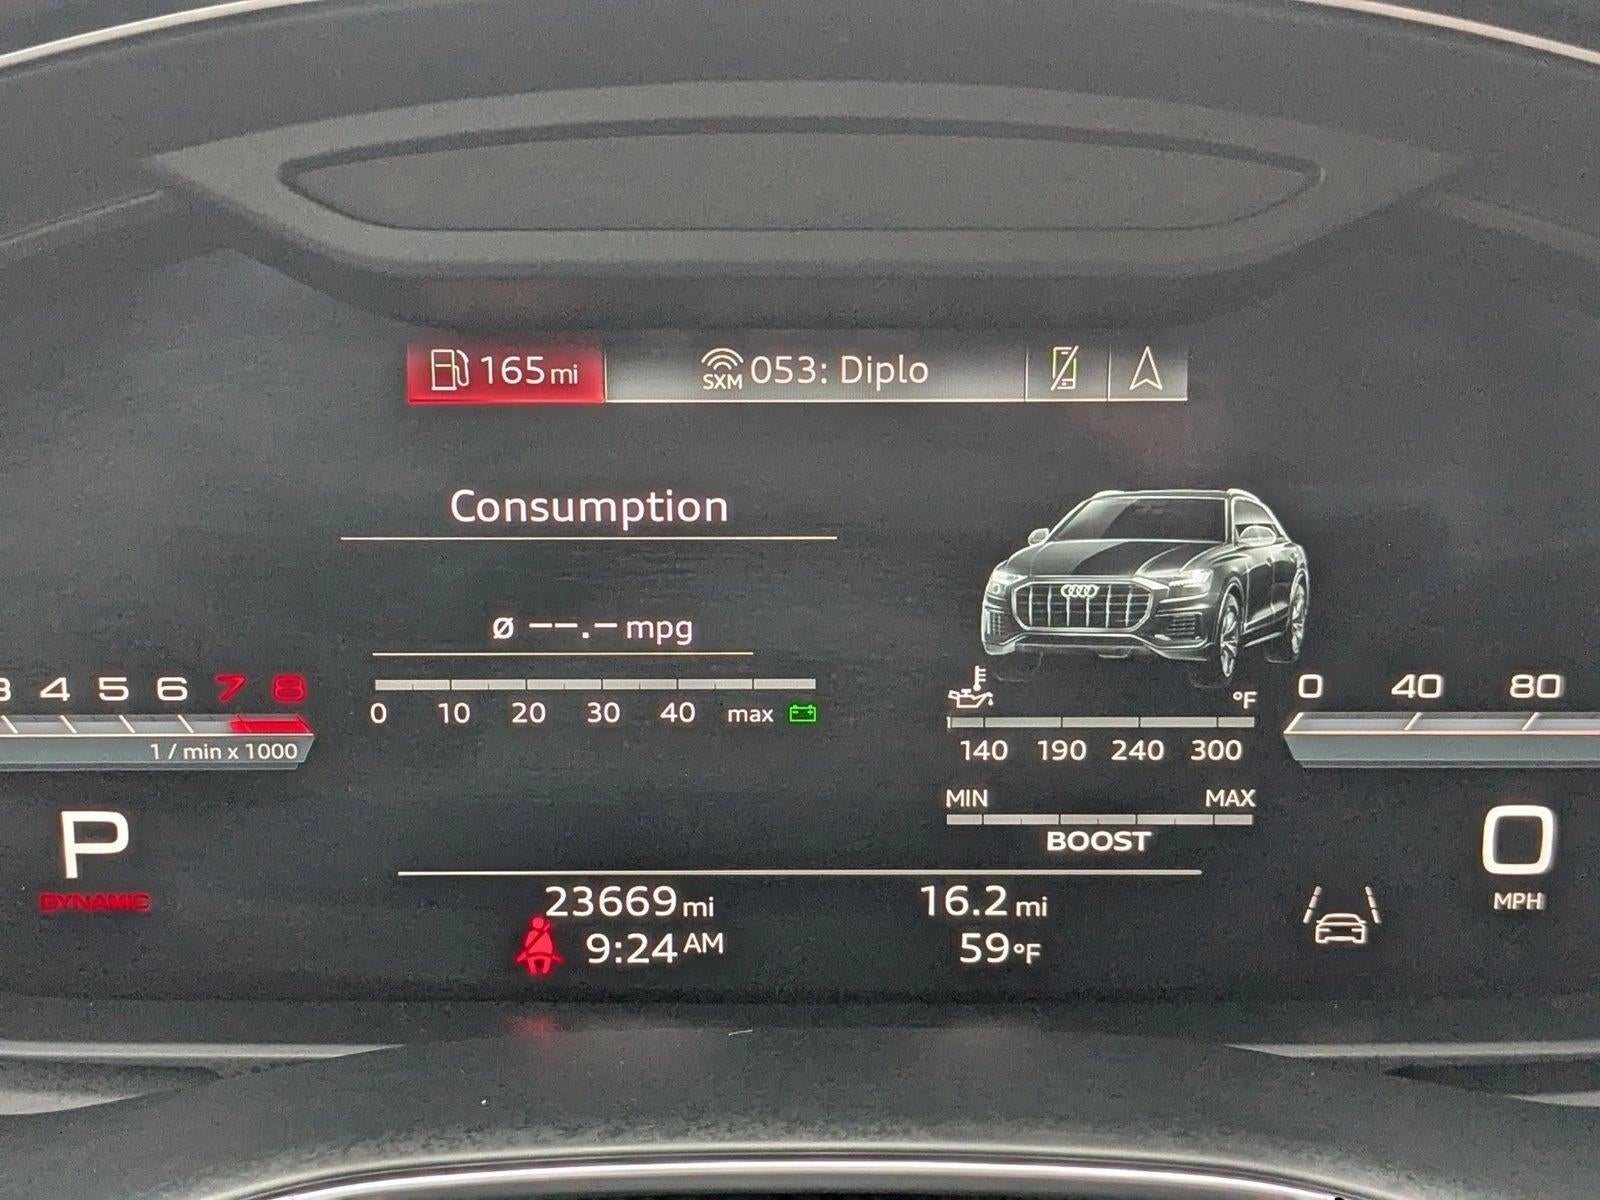 165 mi
SXM 053: Diplo
Consumption
Ø --.- mpg
0 10 20 30 40 max
3 4 5 6 7 8
1 / min x 1000
°F
140 190 240 300
MIN MAX
BOOST
0 40 80
P
DYNAMIC
0
MPH
23669 mi
16.2 mi
9:24 AM
59 °F